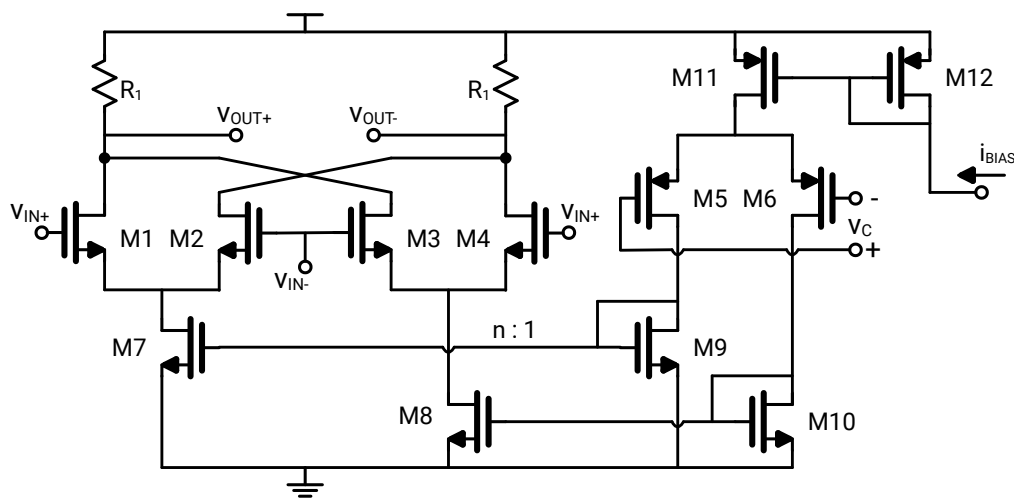 R₁
R₁
M11
M12
VOUT+
VOUT-
iBIAS
VIN+
M1
M2
M3
M4
VIN+
M5
M6
-
VC
+
VIN-
n : 1
M7
M9
M8
M10